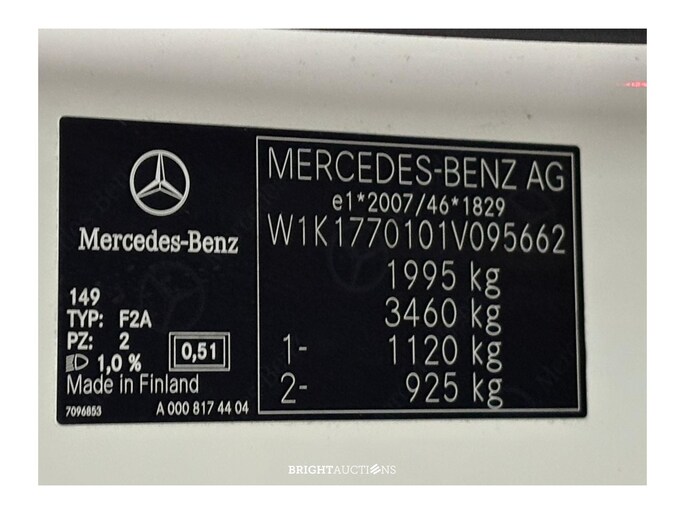 Mercedes-Benz
149
TYP: F2A
PZ: 2
1,0 %
0,51
Made in Finland
7096853
A 000 817 44 04
MERCEDES-BENZ AG
e1*2007/46*1829
W1K1770101V095662
1995 kg
3460 kg
1- 1120 kg
2- 925 kg
BRIGHTAUCTIONS